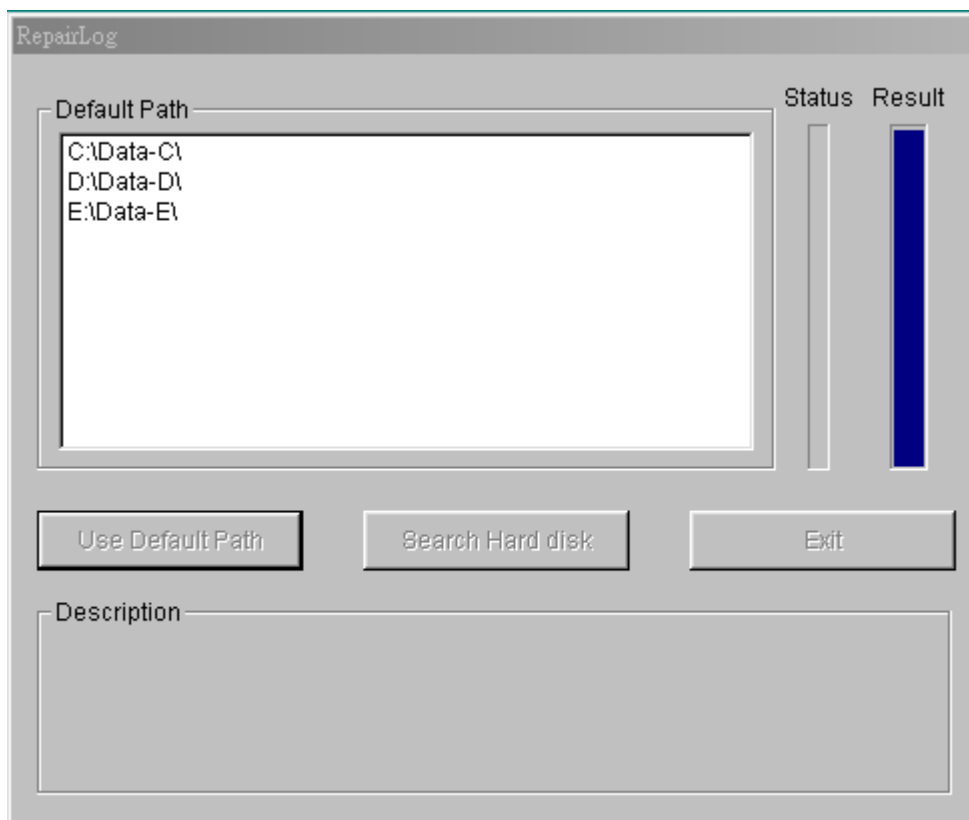 RepairLog
Default Path
Status Result
C:\Data-C\
D:\Data-D\
E:\Data-E\
Use Default Path
Search Hard disk
Exit
Description